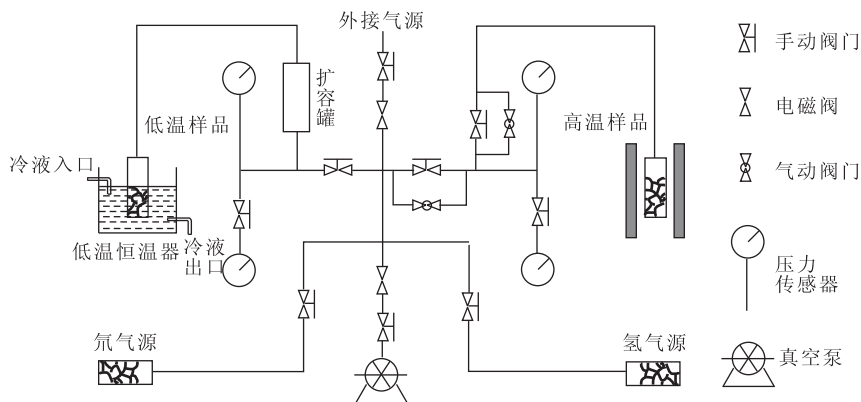 外接气源
手动阀门
扩
容
罐
低温样品
高温样品
电磁阀
冷液入口
气动阀门
低温恒温器
冷液
出口
压力
传感器
氘气源
氢气源
真空泵